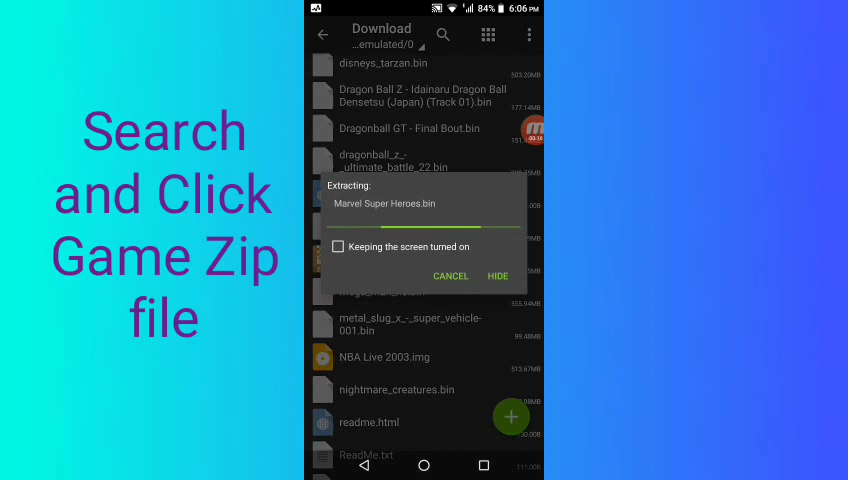 Search
and Click
Game Zip
file
84% 6:06 PM
Download
...emulated/0
disneys_tarzan.bin
503.20MB
Dragon Ball Z - Idainaru Dragon Ball
Densetsu (Japan) (Track 01).bin
177.14MB
Dragonball GT - Final Bout.bin
00:16
dragonball_z_-
_ultimate_battle_22.bin
Extracting:
Marvel Super Heroes.bin
Keeping the screen turned on
CANCEL HIDE
555.94MB
metal_slug_x_-_super_vehicle-
001.bin
99.48MB
NBA Live 2003.img
513.67MB
nightmare_creatures.bin
readme.html
ReadMe.txt
111.00B